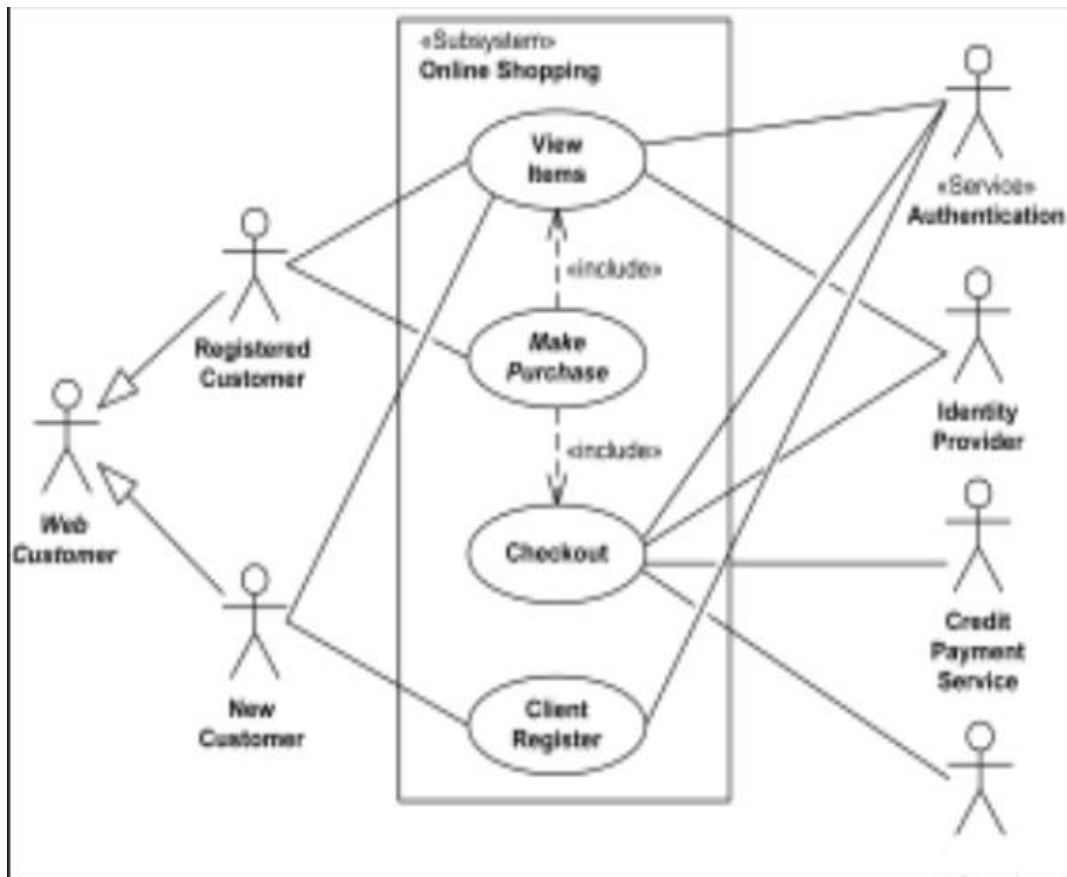 «Subsystem»
Online Shopping
View
Items
«Service»
Authentication
«include»
Registered
Customer
Make
Purchase
Identity
Provider
«include»
Web
Customer
Checkout
Credit
Payment
Service
New
Customer
Client
Register